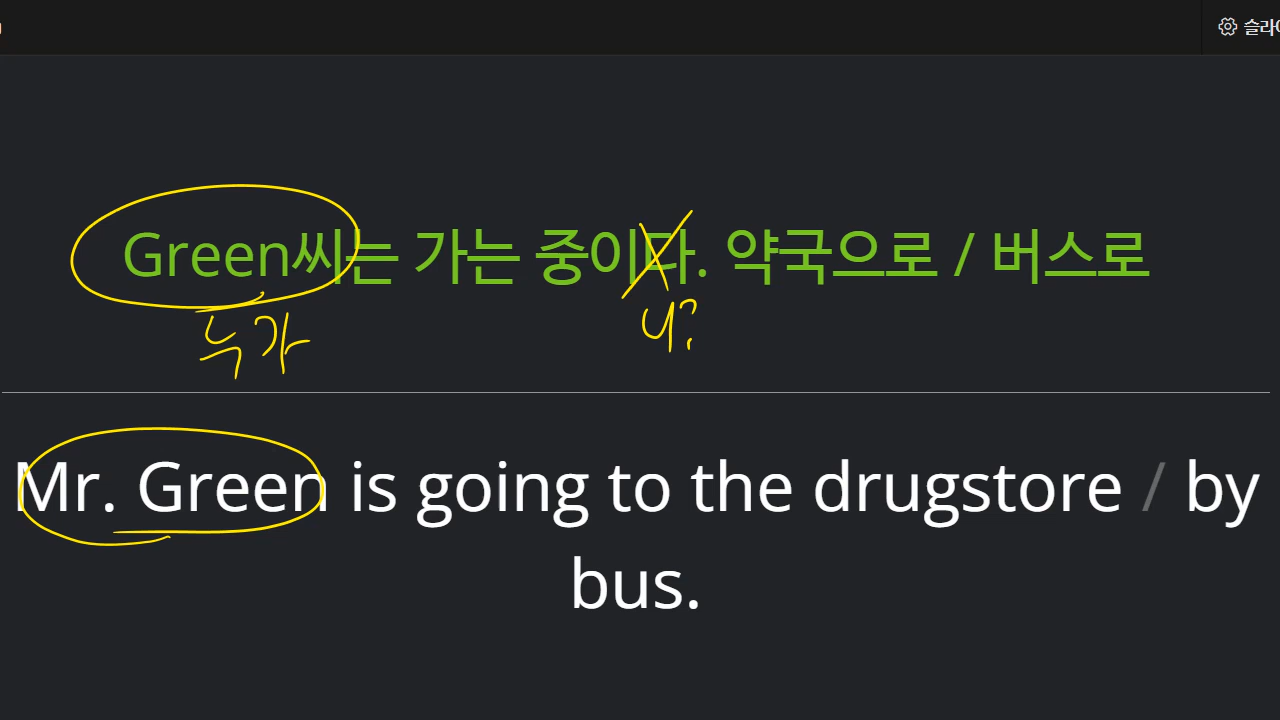 슬라이
Green씨는 가는 중이다. 약국으로 / 버스로
누가
니?
Mr. Green is going to the drugstore / by
bus.